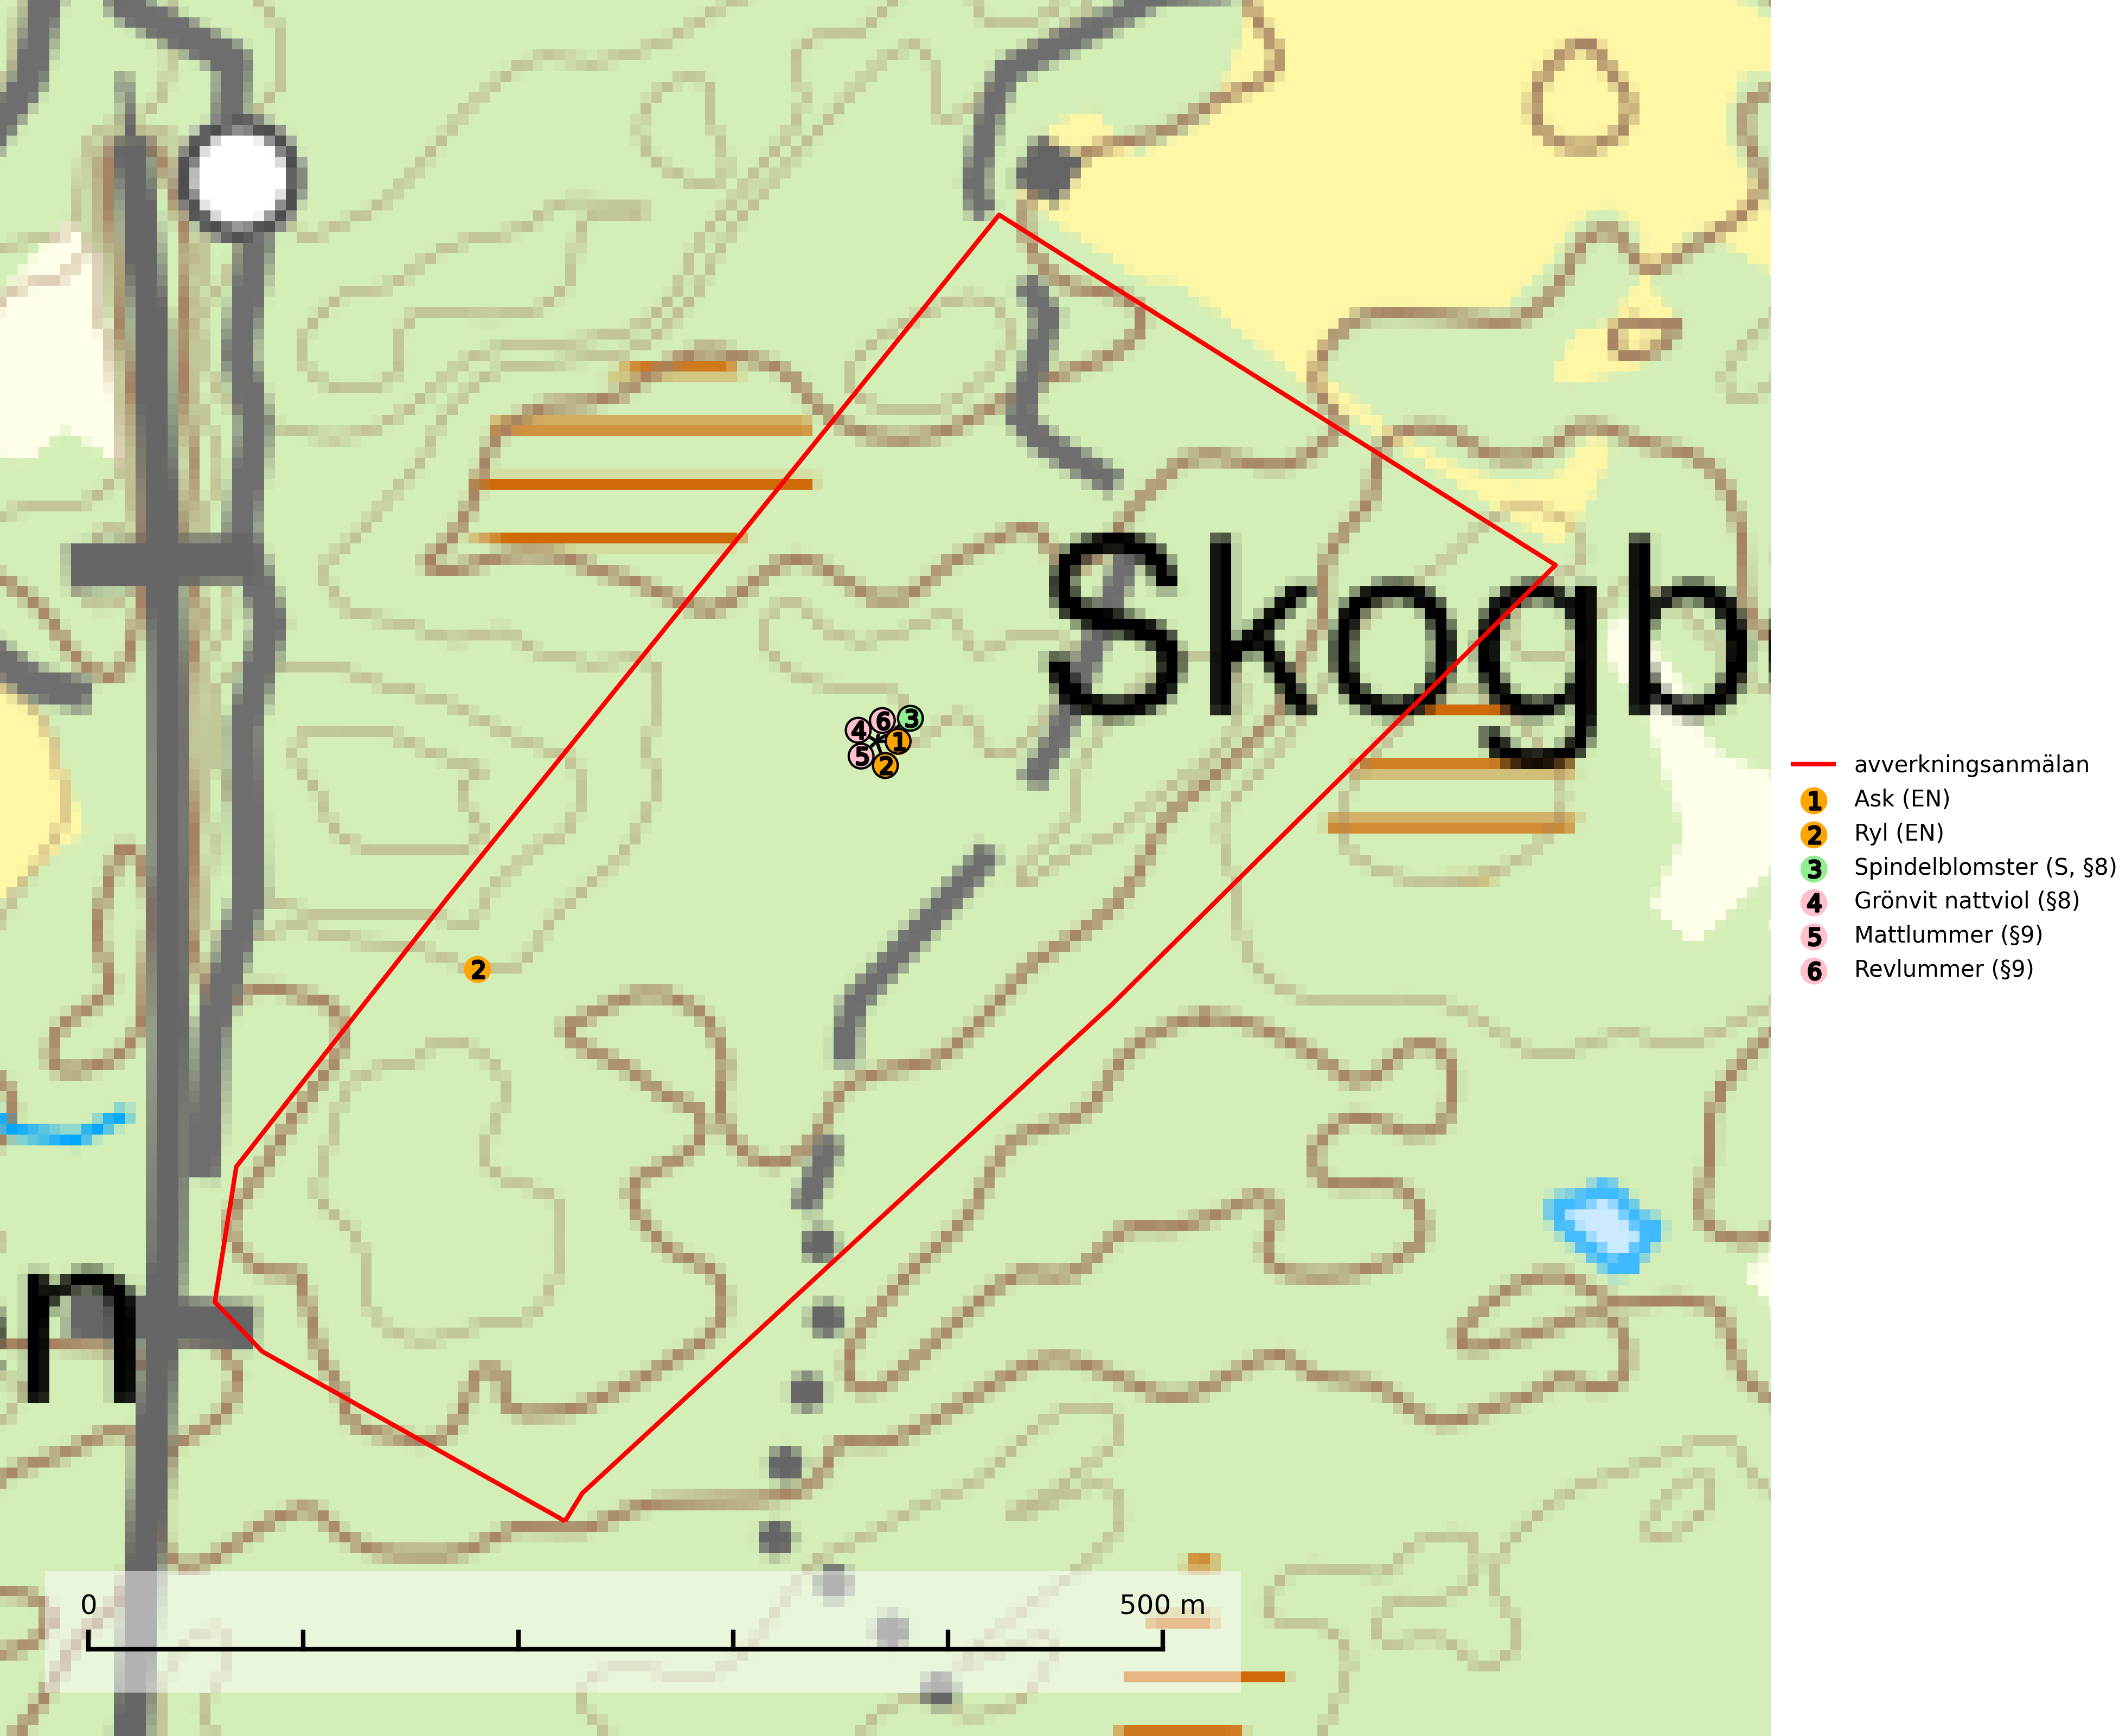 Skogb
4
6
3
5
1
2
2
n
0
500 m
avverkningsanmälan
1 Ask (EN)
2 Ryl (EN)
3 Spindelblomster (S, §8)
4 Grönvit nattviol (§8)
5 Mattlummer (§9)
6 Revlummer (§9)